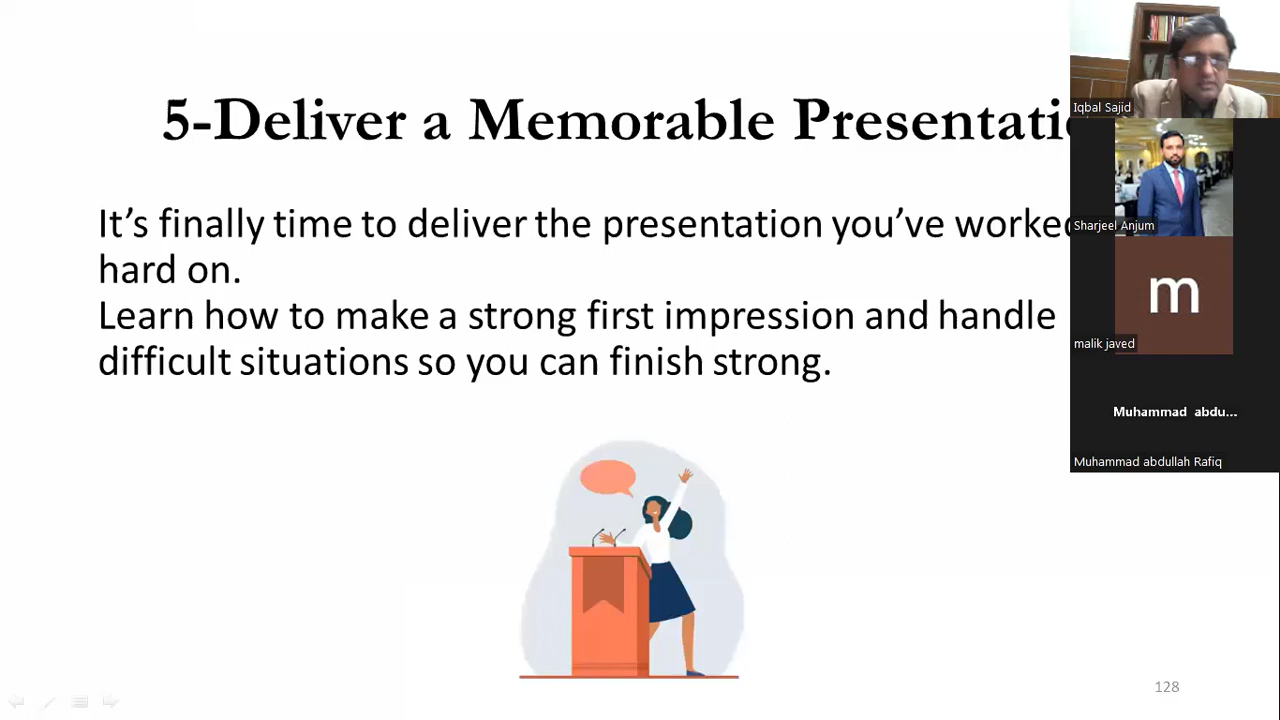 5-Deliver a Memorable Presentati
It's finally time to deliver the presentation you've worked
hard on.
Learn how to make a strong first impression and handle
difficult situations so you can finish strong.
128
Iqbal Sajid
Sharjeel Anjum
m
malik javed
Muhammad abdu...
Muhammad abdullah Rafiq